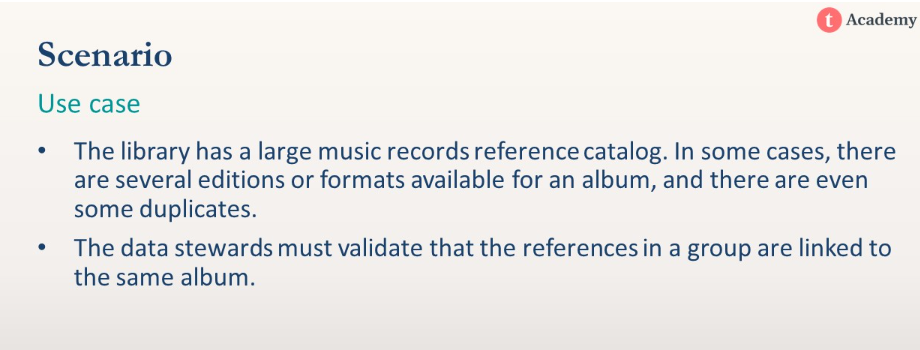 t Academy
Scenario
Use case
• The library has a large music records reference catalog. In some cases, there
are several editions or formats available for an album, and there are even
some duplicates.
• The data stewards must validate that the references in a group are linked to
the same album.